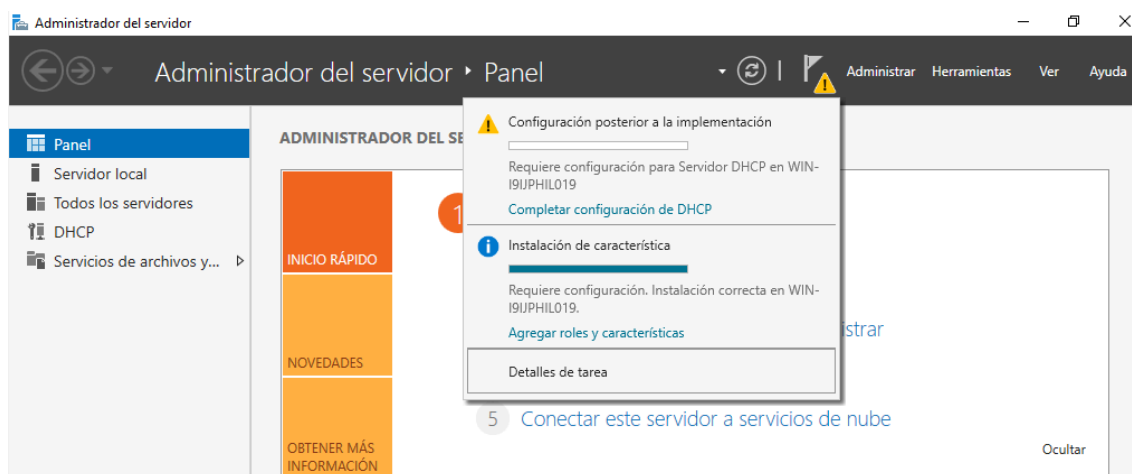 Administrador del servidor
Administrador del servidor ‣ Panel
Administrar Herramientas Ver Ayuda
Panel
Servidor local
Todos los servidores
DHCP
Servicios de archivos y...
ADMINISTRADOR DEL SE
INICIO RÁPIDO
NOVEDADES
OBTENER MÁS
INFORMACIÓN
1
Configuración posterior a la implementación
Requiere configuración para Servidor DHCP en WIN-
I9IJPHIL019
Completar configuración de DHCP
Instalación de característica
Requiere configuración. Instalación correcta en WIN-
I9IJPHIL019.
Agregar roles y características
Detalles de tarea
istrar
5 Conectar este servidor a servicios de nube
Ocultar